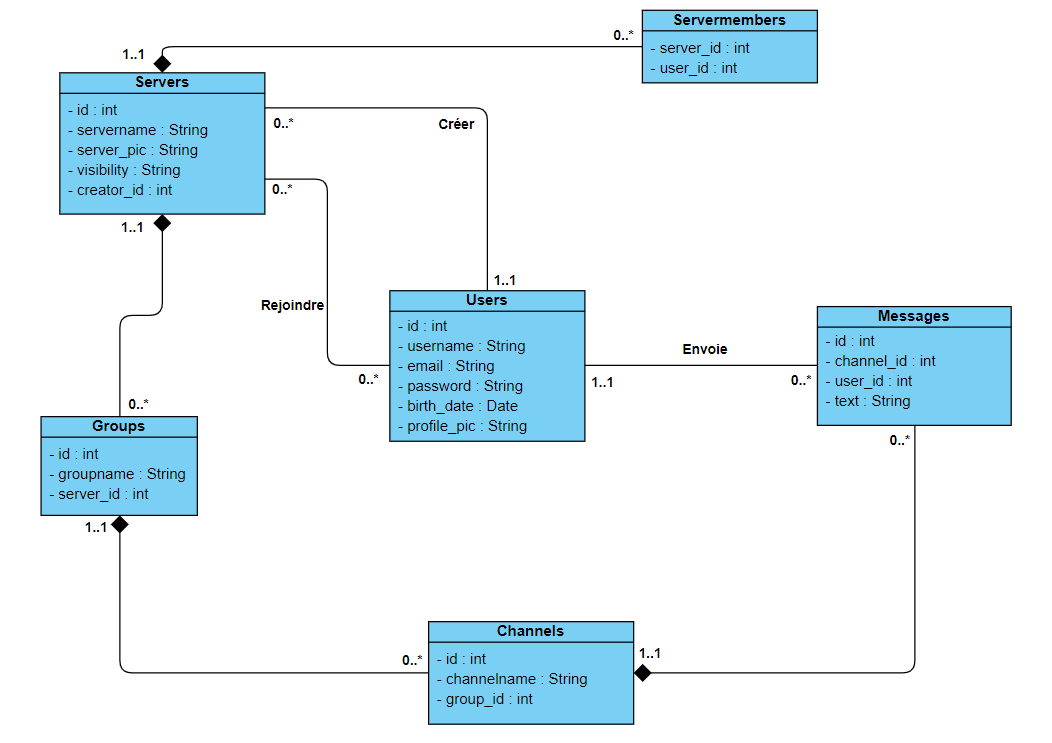 Servermembers
- server_id : int
- user_id : int
0..*
1..1
Servers
- id : int
- servername : String
- server_pic : String
- visibility : String
- creator_id : int
0..*
Créer
0..*
1..1
1..1
Rejoindre
Users
- id : int
- username : String
- email : String
- password : String
- birth_date : Date
- profile_pic : String
0..*
Envoie
1..1
0..*
Messages
- id : int
- channel_id : int
- user_id : int
- text : String
0..*
0..*
Groups
- id : int
- groupname : String
- server_id : int
1..1
0..*
Channels
- id : int
- channelname : String
- group_id : int
1..1